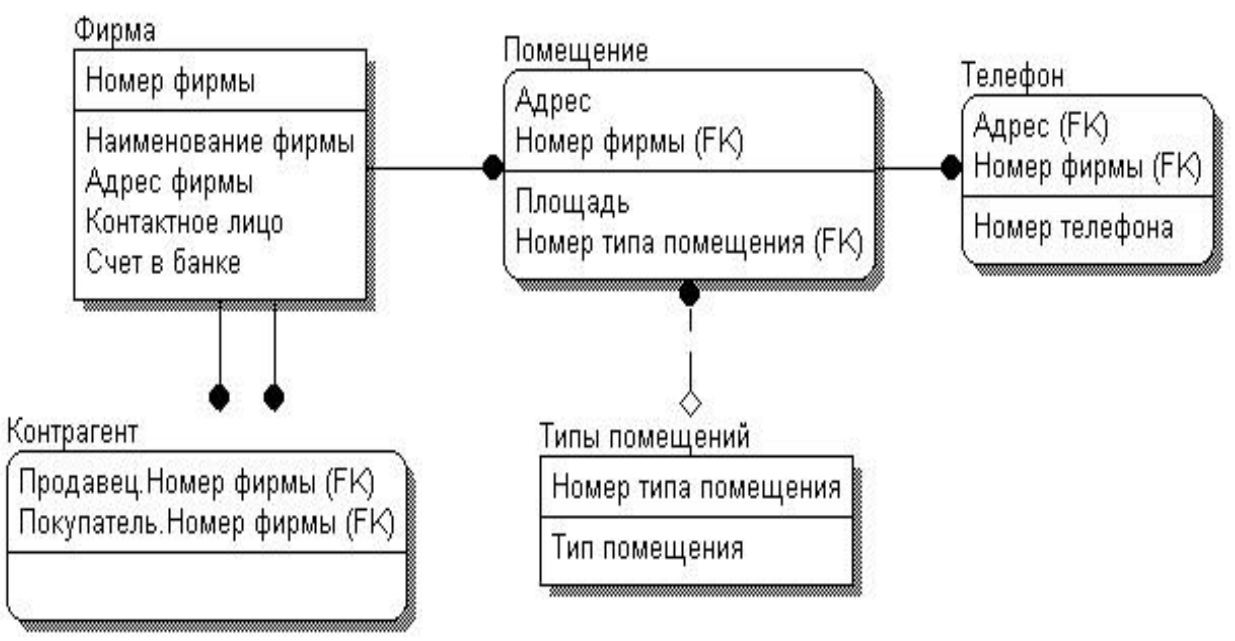 Фирма
Номер фирмы
Наименование фирмы
Адрес фирмы
Контактное лицо
Счет в банке
Помещение
Адрес
Номер фирмы (FK)
Площадь
Номер типа помещения (FK)
Телефон
Адрес (FK)
Номер фирмы (FK)
Номер телефона
Контрагент
Продавец.Номер фирмы (FK)
Покупатель.Номер фирмы (FK)
Типы помещений
Номер типа помещения
Тип помещения